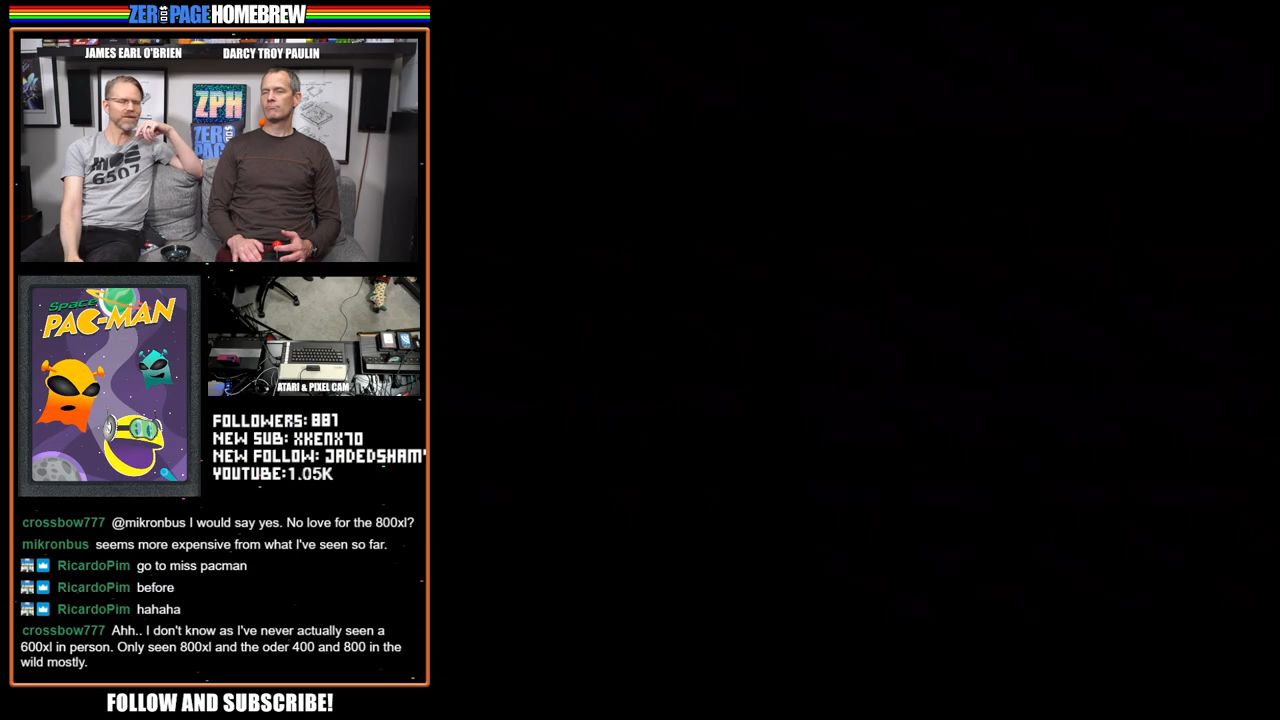 ZEROPAGE HOMEBREW
JAMES EARL O'BRIEN
DARCY TROY PAULIN
ZPH
ZERO
PAG
MOS
6507
Space
PAC-MAN
ATARI & PIXEL CAM
FOLLOWERS: 881
NEW SUB: XKENX70
NEW FOLLOW: JADEDSHAM
YOUTUBE:1.05K
crossbow777 @mikronbus I would say yes. No love for the 800xl?
mikronbus seems more expensive from what I've seen so far.
RicardoPim go to miss pacman
RicardoPim before
RicardoPim hahaha
crossbow777 Ahh.. I don't know as I've never actually seen a
600xl in person. Only seen 800xl and the oder 400 and 800 in the
wild mostly.
FOLLOW AND SUBSCRIBE!